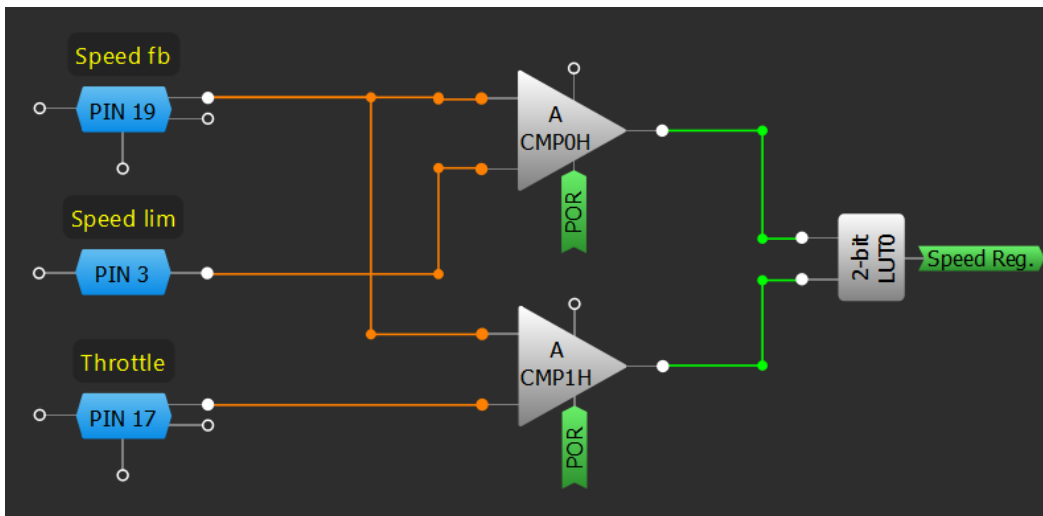 Speed fb
PIN 19
Speed lim
PIN 3
Throttle
PIN 17
A
CMP0H
POR
A
CMP1H
POR
2-bit
LUT0
Speed Reg.